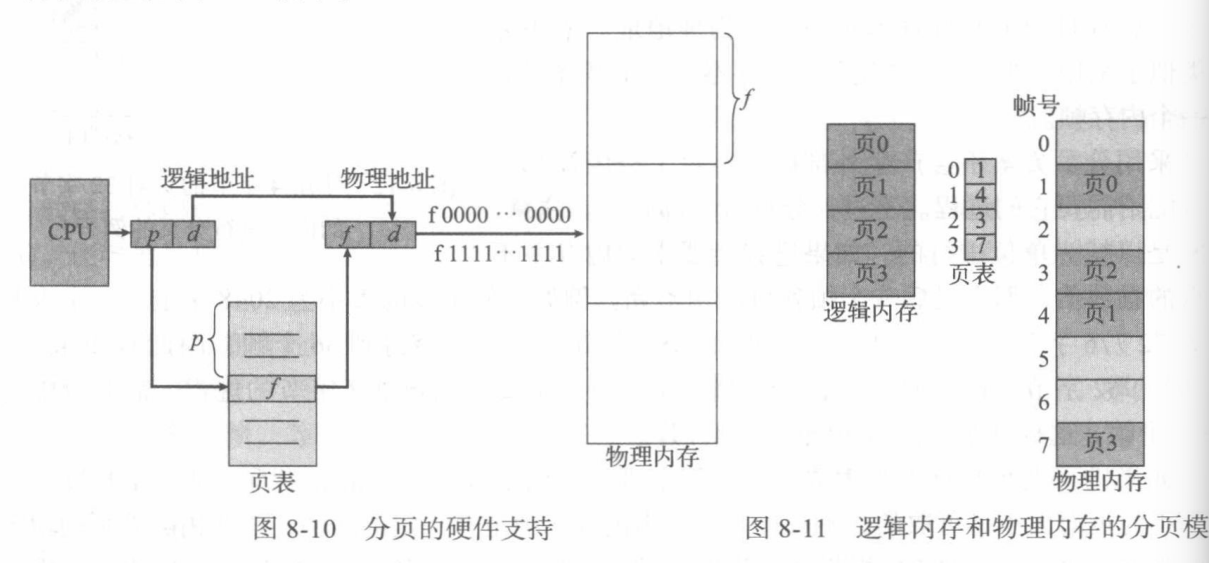 CPU
逻辑地址
p d
物理地址
f d
f 0000 … 0000
f 1111…1111
p
f
页表
f
物理内存
图 8-10 分页的硬件支持
页0
页1
页2
页3
逻辑内存
0 1
1 4
2 3
3 7
页表
帧号
0
1 页0
2
3 页2
4 页1
5
6
7 页3
物理内存
图 8-11 逻辑内存和物理内存的分页模